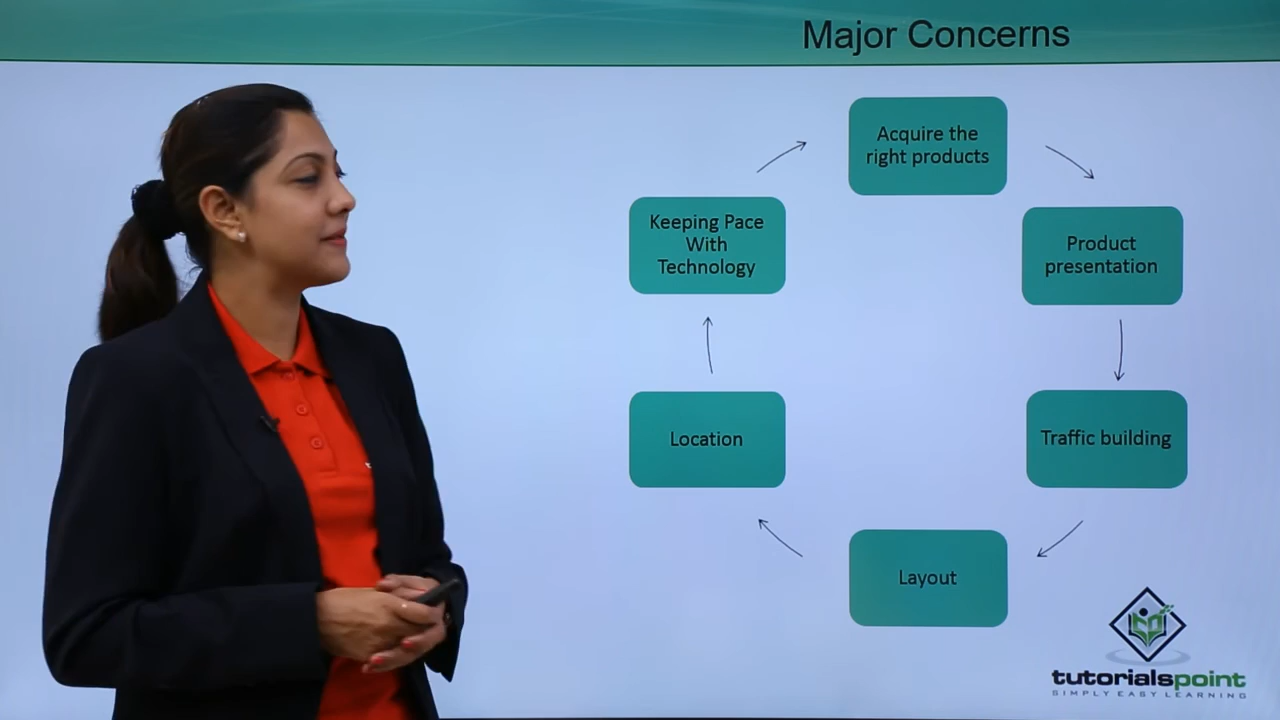 Major Concerns
Acquire the
right products
Product
presentation
Traffic building
Layout
Location
Keeping Pace
With
Technology
tutorialspoint
SIMPLY EASY LEARNING